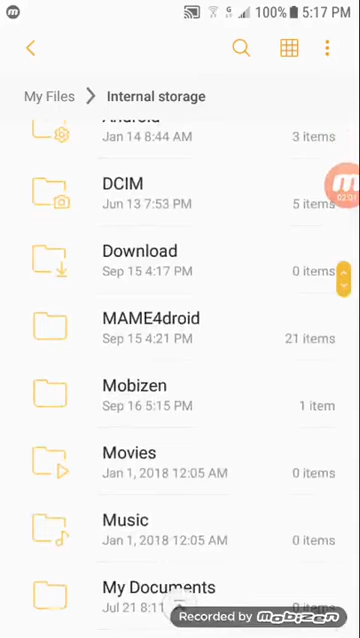 100% 5:17 PM
My Files > Internal storage
Android
Jan 14 8:44 AM 3 items
DCIM
Jun 13 7:53 PM 5 items
02:01
Download
Sep 15 4:17 PM 0 items
MAME4droid
Sep 15 4:21 PM 21 items
Mobizen
Sep 16 5:15 PM 1 item
Movies
Jan 1, 2018 12:05 AM 0 items
Music
Jan 1, 2018 12:05 AM 0 items
My Documents
Jul 21 8:11
Recorded by Mobizen